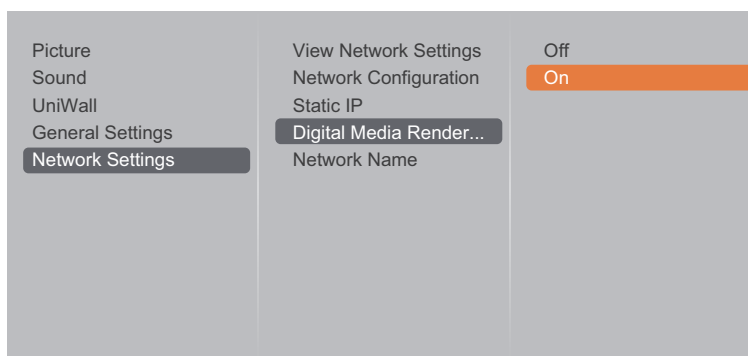 Picture
Sound
UniWall
General Settings
Network Settings
View Network Settings
Network Configuration
Static IP
Digital Media Render...
Network Name
Off
On